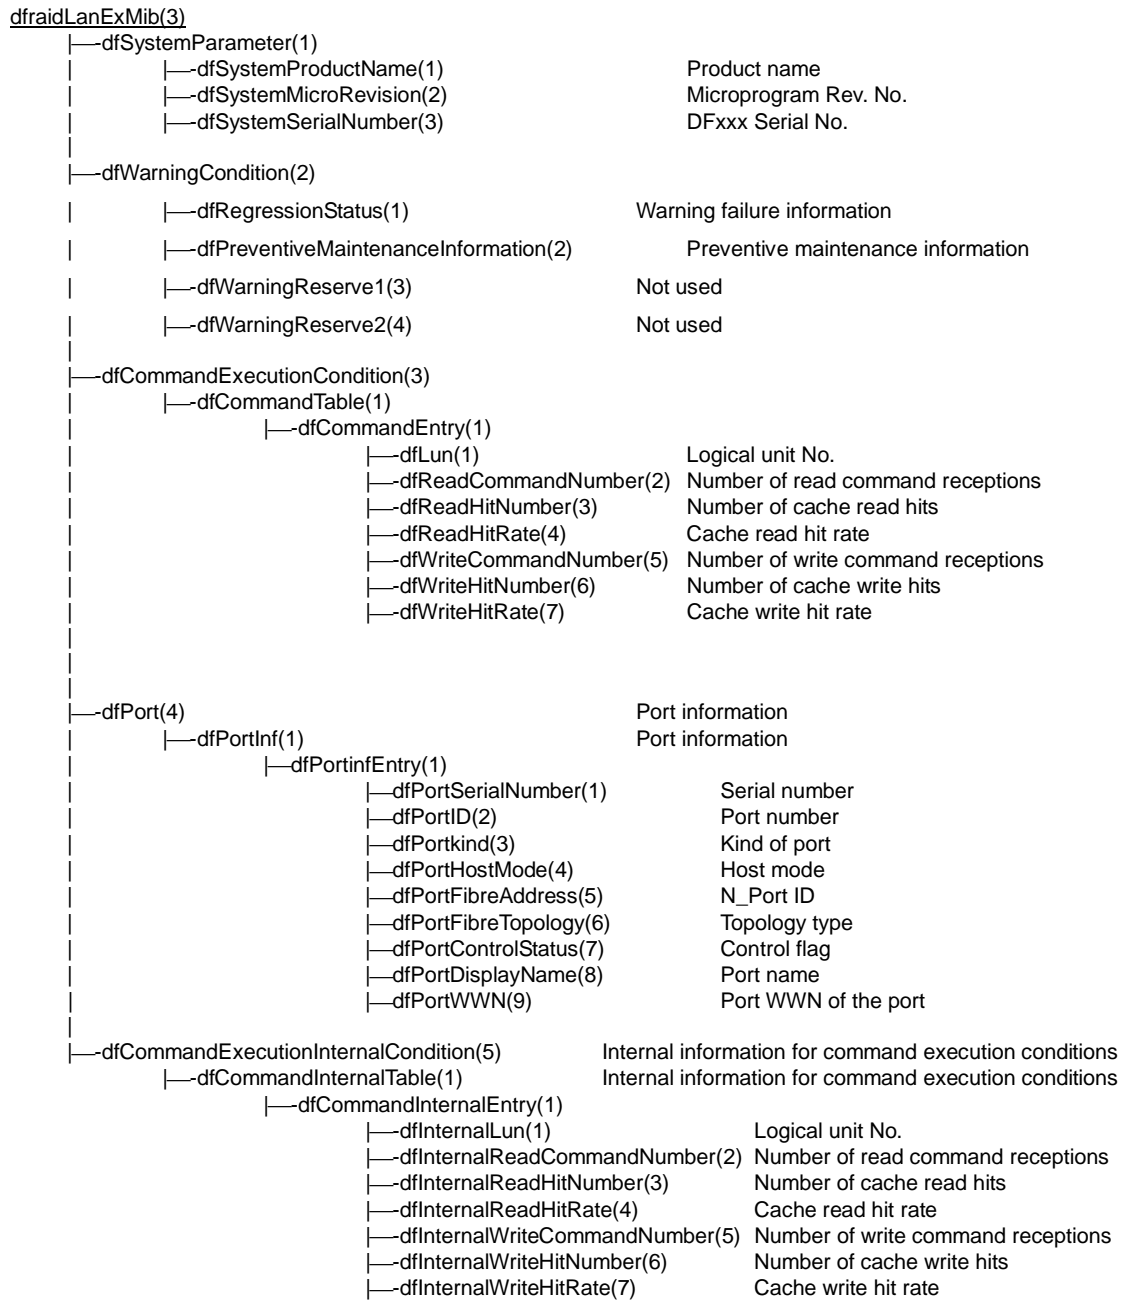 dfraidLanExMib(3)
|—-dfSystemParameter(1)
| |—-dfSystemProductName(1) Product name
| |—-dfSystemMicroRevision(2) Microprogram Rev. No.
| |—-dfSystemSerialNumber(3) DFxxx Serial No.
|
|—-dfWarningCondition(2)
| |—-dfRegressionStatus(1) Warning failure information
| |—-dfPreventiveMaintenanceInformation(2) Preventive maintenance information
| |—-dfWarningReserve1(3) Not used
| |—-dfWarningReserve2(4) Not used
|
|—-dfCommandExecutionCondition(3)
| |—-dfCommandTable(1)
| |—-dfCommandEntry(1)
| |—-dfLun(1) Logical unit No.
| |—-dfReadCommandNumber(2) Number of read command receptions
| |—-dfReadHitNumber(3) Number of cache read hits
| |—-dfReadHitRate(4) Cache read hit rate
| |—-dfWriteCommandNumber(5) Number of write command receptions
| |—-dfWriteHitNumber(6) Number of cache write hits
| |—-dfWriteHitRate(7) Cache write hit rate
|
|
|
|—-dfPort(4) Port information
| |—-dfPortInf(1) Port information
| |—dfPortinfEntry(1)
| |—dfPortSerialNumber(1) Serial number
| |—dfPortID(2) Port number
| |—dfPortkind(3) Kind of port
| |—dfPortHostMode(4) Host mode
| |—dfPortFibreAddress(5) N_Port ID
| |—dfPortFibreTopology(6) Topology type
| |—dfPortControlStatus(7) Control flag
| |—dfPortDisplayName(8) Port name
| |—dfPortWWN(9) Port WWN of the port
|
|—-dfCommandExecutionInternalCondition(5) Internal information for command execution conditions
|—-dfCommandInternalTable(1) Internal information for command execution conditions
|—-dfCommandInternalEntry(1)
|—-dfInternalLun(1) Logical unit No.
|—-dfInternalReadCommandNumber(2) Number of read command receptions
|—-dfInternalReadHitNumber(3) Number of cache read hits
|—-dfInternalReadHitRate(4) Cache read hit rate
|—-dfInternalWriteCommandNumber(5) Number of write command receptions
|—-dfInternalWriteHitNumber(6) Number of cache write hits
|—-dfInternalWriteHitRate(7) Cache write hit rate